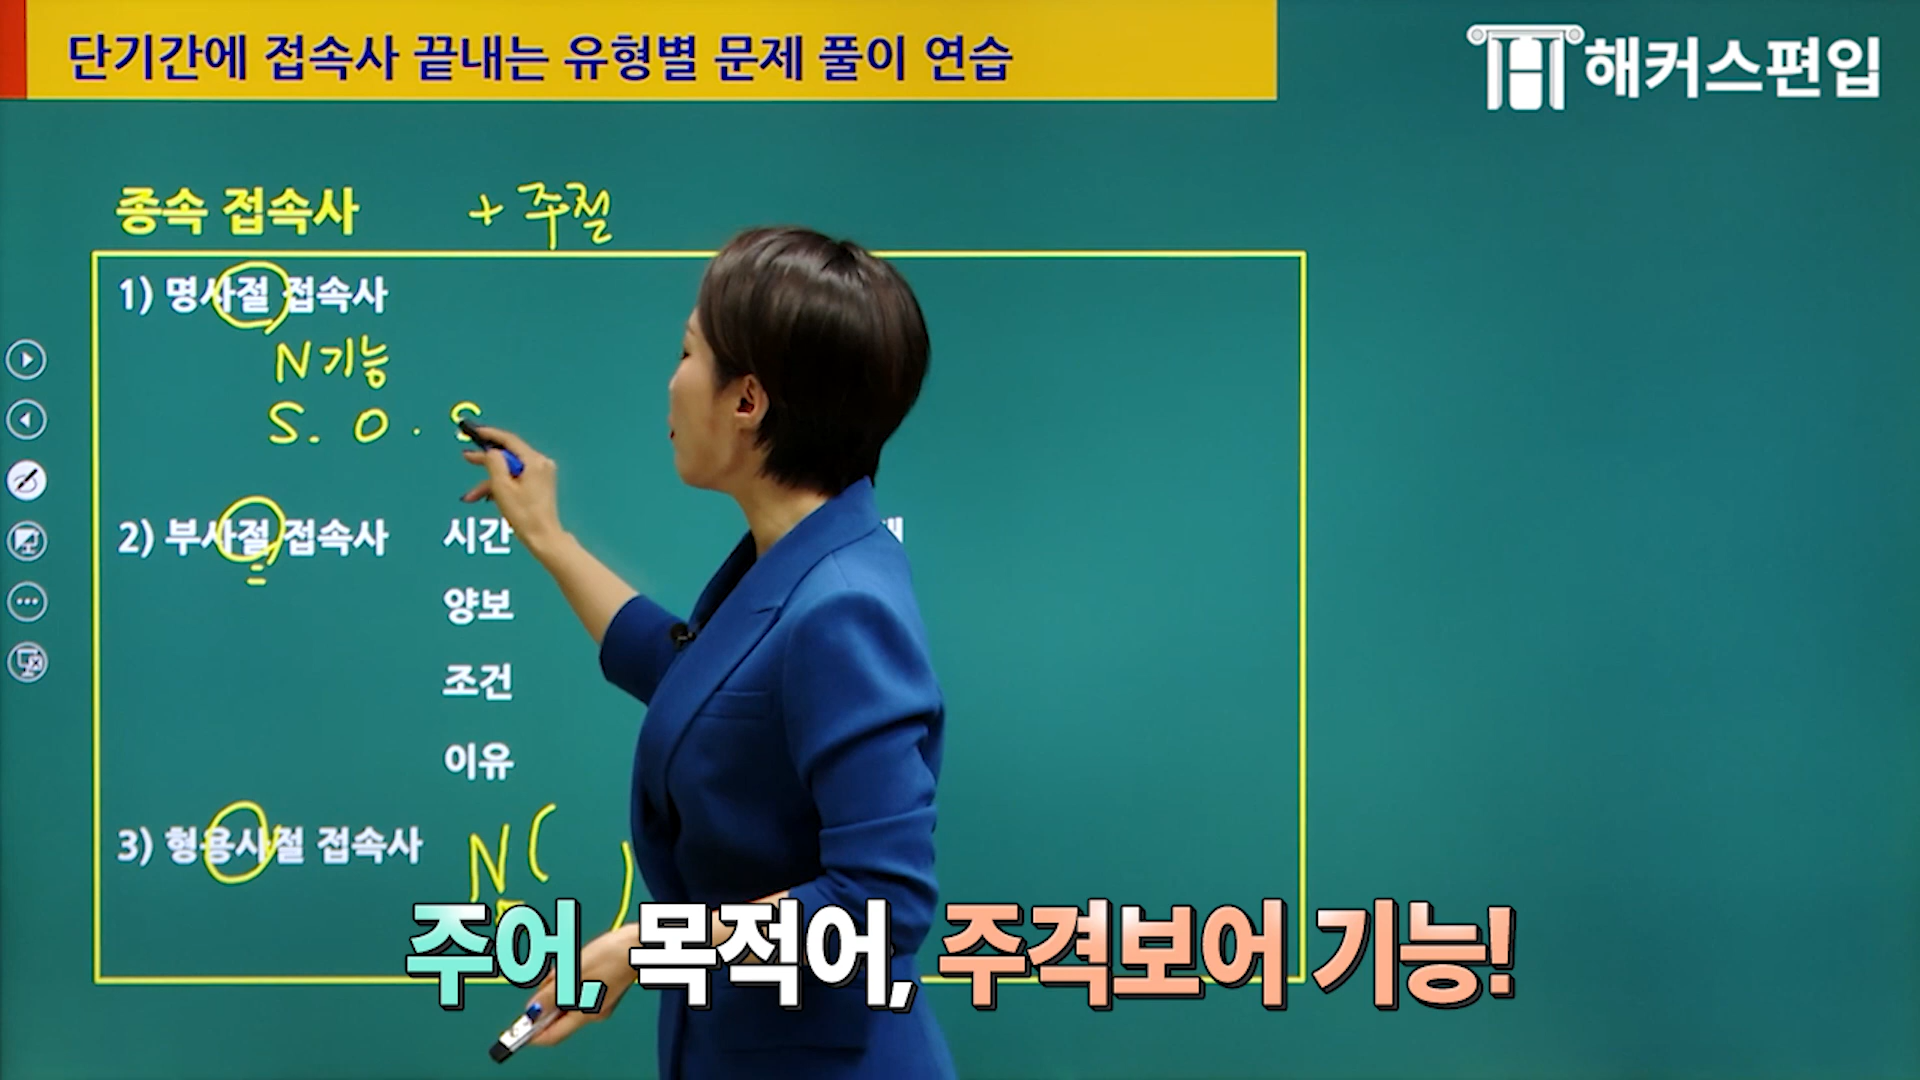 단기간에 접속사 끝내는 유형별 문제 풀이 연습
해커스편입
종속 접속사 + 주절
1) 명사절 접속사
N 기능
S. O. S
2) 부사절 접속사 시간
양보
조건
이유
3) 형용사절 접속사 N ( )
주어, 목적어, 주격보어 기능!